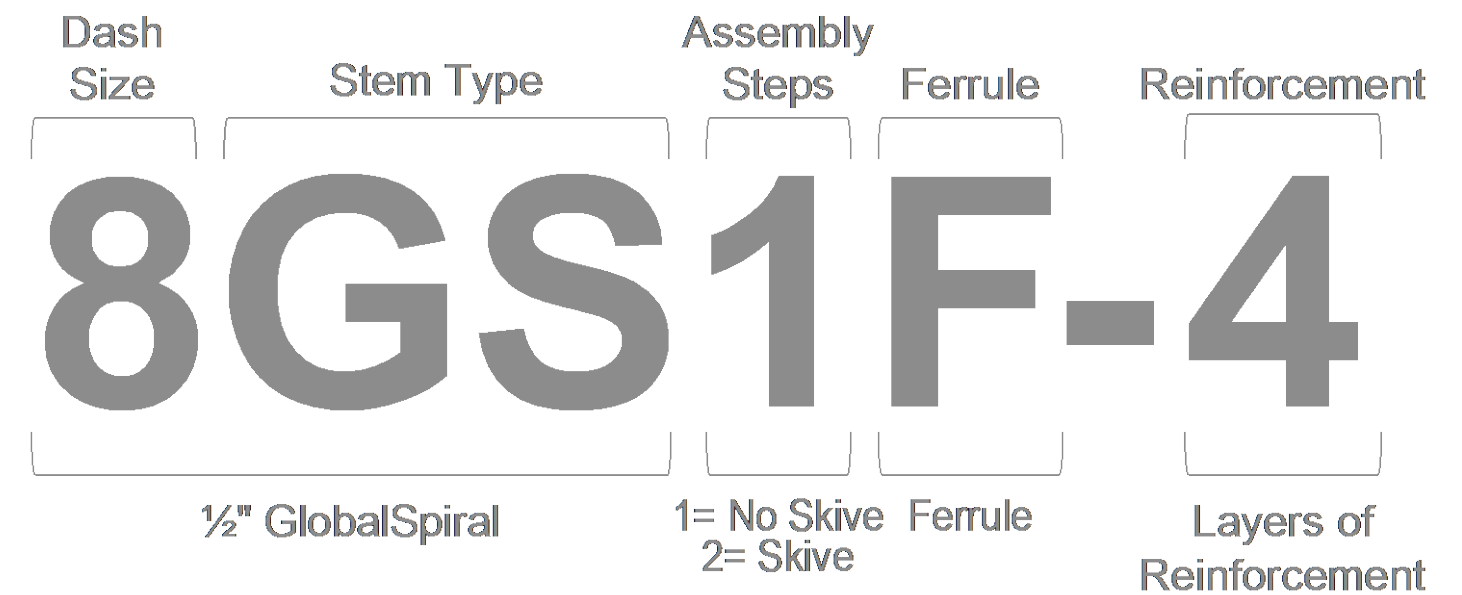 Dash
Size
Stem Type
Assembly
Steps
Ferrule
Reinforcement
8GS1F-4
½" GlobalSpiral
1= No Skive
2= Skive
Ferrule
Layers of
Reinforcement